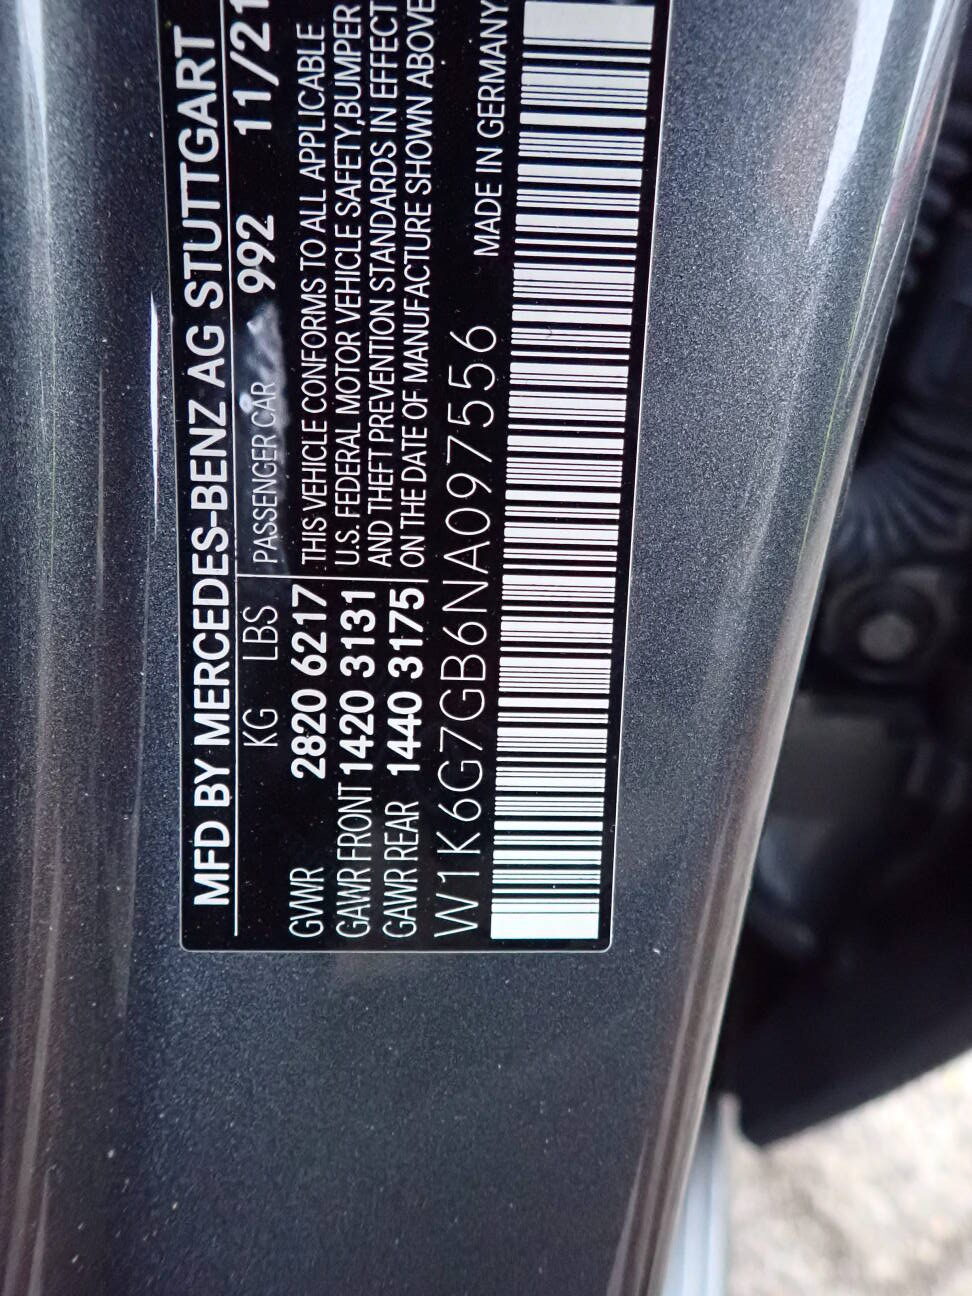 MFD BY MERCEDES-BENZ AG STUTTGART
KG LBS PASSENGER CAR 992 11/21
GVWR 2820 6217 THIS VEHICLE CONFORMS TO ALL APPLICABLE
GAWR FRONT 1420 3131 U.S. FEDERAL MOTOR VEHICLE SAFETY,BUMPER
GAWR REAR 1440 3175 AND THEFT PREVENTION STANDARDS IN EFFECT
ON THE DATE OF MANUFACTURE SHOWN ABOVE
W1K6G7GB6NA097556 MADE IN GERMANY